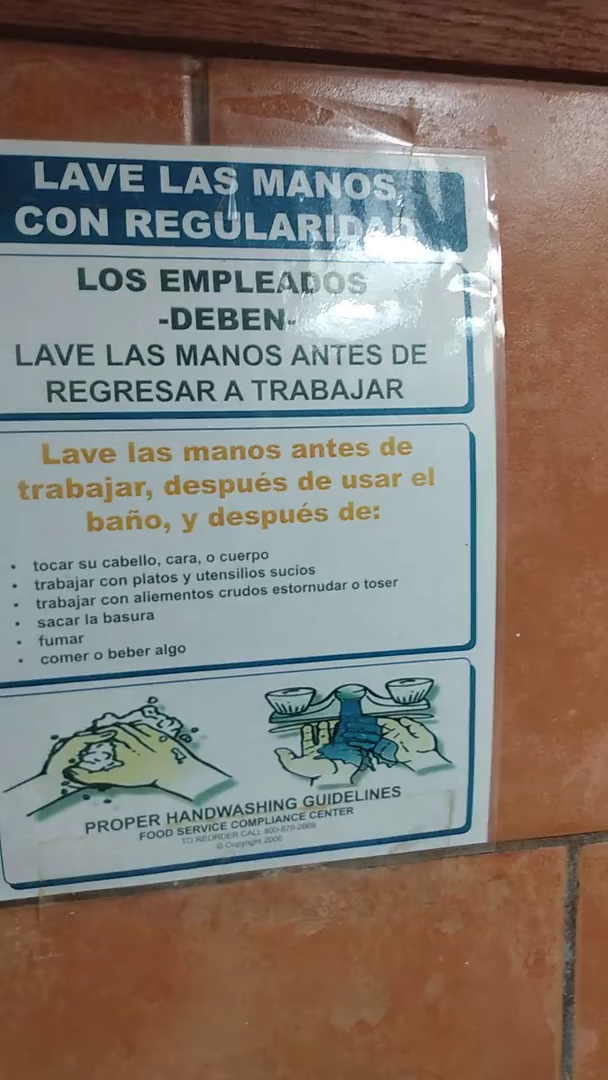 LAVE LAS MANOS
CON REGULARIDAD
LOS EMPLEADOS
-DEBEN-
LAVE LAS MANOS ANTES DE
REGRESAR A TRABAJAR
Lave las manos antes de
trabajar, después de usar el
baño, y después de:
• tocar su cabello, cara, o cuerpo
• trabajar con platos y utensilios sucios
• trabajar con aliementos crudos estornudar o toser
• sacar la basura
• fumar
• comer o beber algo
PROPER HANDWASHING GUIDELINES
FOOD SERVICE COMPLIANCE CENTER
TO REORDER CALL 800-870-2669
© Copyright 2006